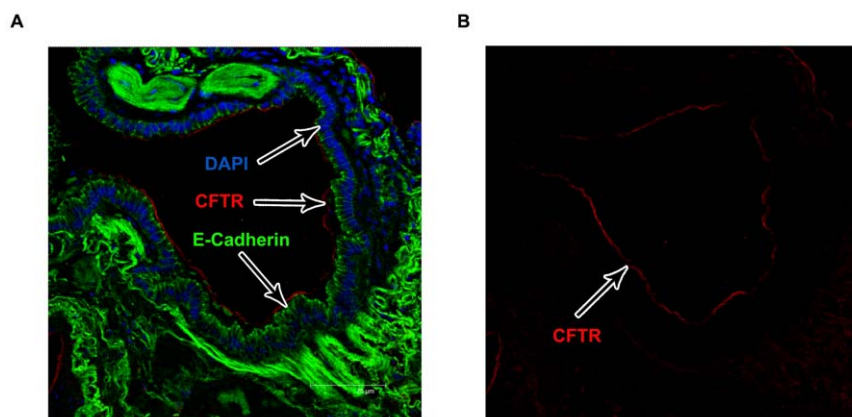 A
B
DAPI
CFTR
E-Cadherin
CFTR